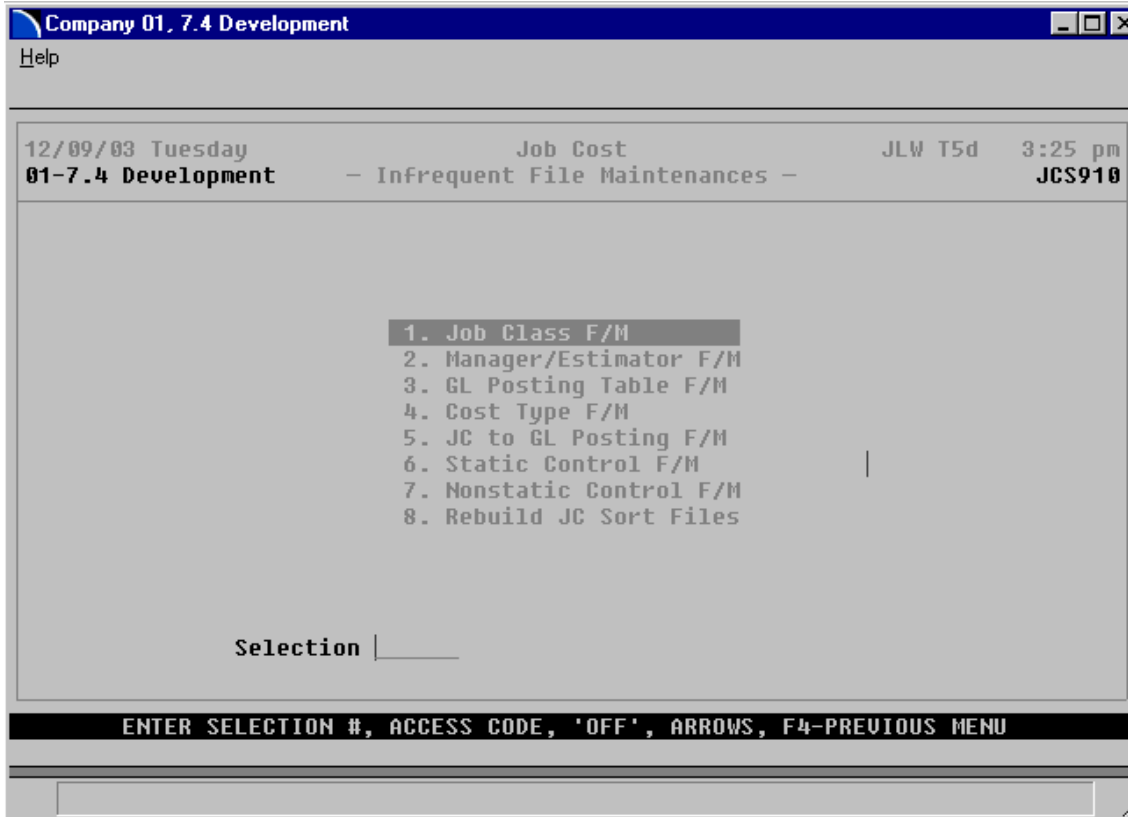 Company 01, 7.4 Development
Help
12/09/03 Tuesday Job Cost JLW T5d 3:25 pm
01-7.4 Development — Infrequent File Maintenances — JCS910
1. Job Class F/M
2. Manager/Estimator F/M
3. GL Posting Table F/M
4. Cost Type F/M
5. JC to GL Posting F/M
6. Static Control F/M
7. Nonstatic Control F/M
8. Rebuild JC Sort Files
Selection
ENTER SELECTION #, ACCESS CODE, 'OFF', ARROWS, F4-PREVIOUS MENU